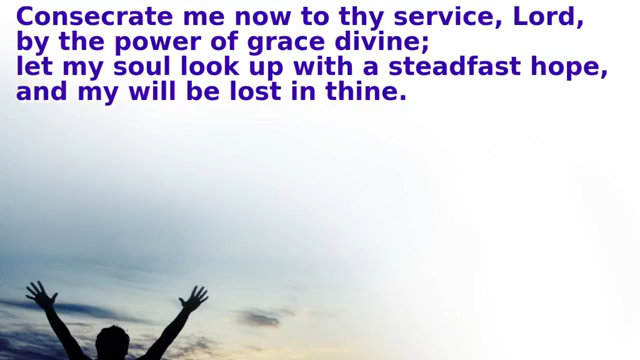 Consecrate me now to thy service, Lord,
by the power of grace divine;
let my soul look up with a steadfast hope,
and my will be lost in thine.